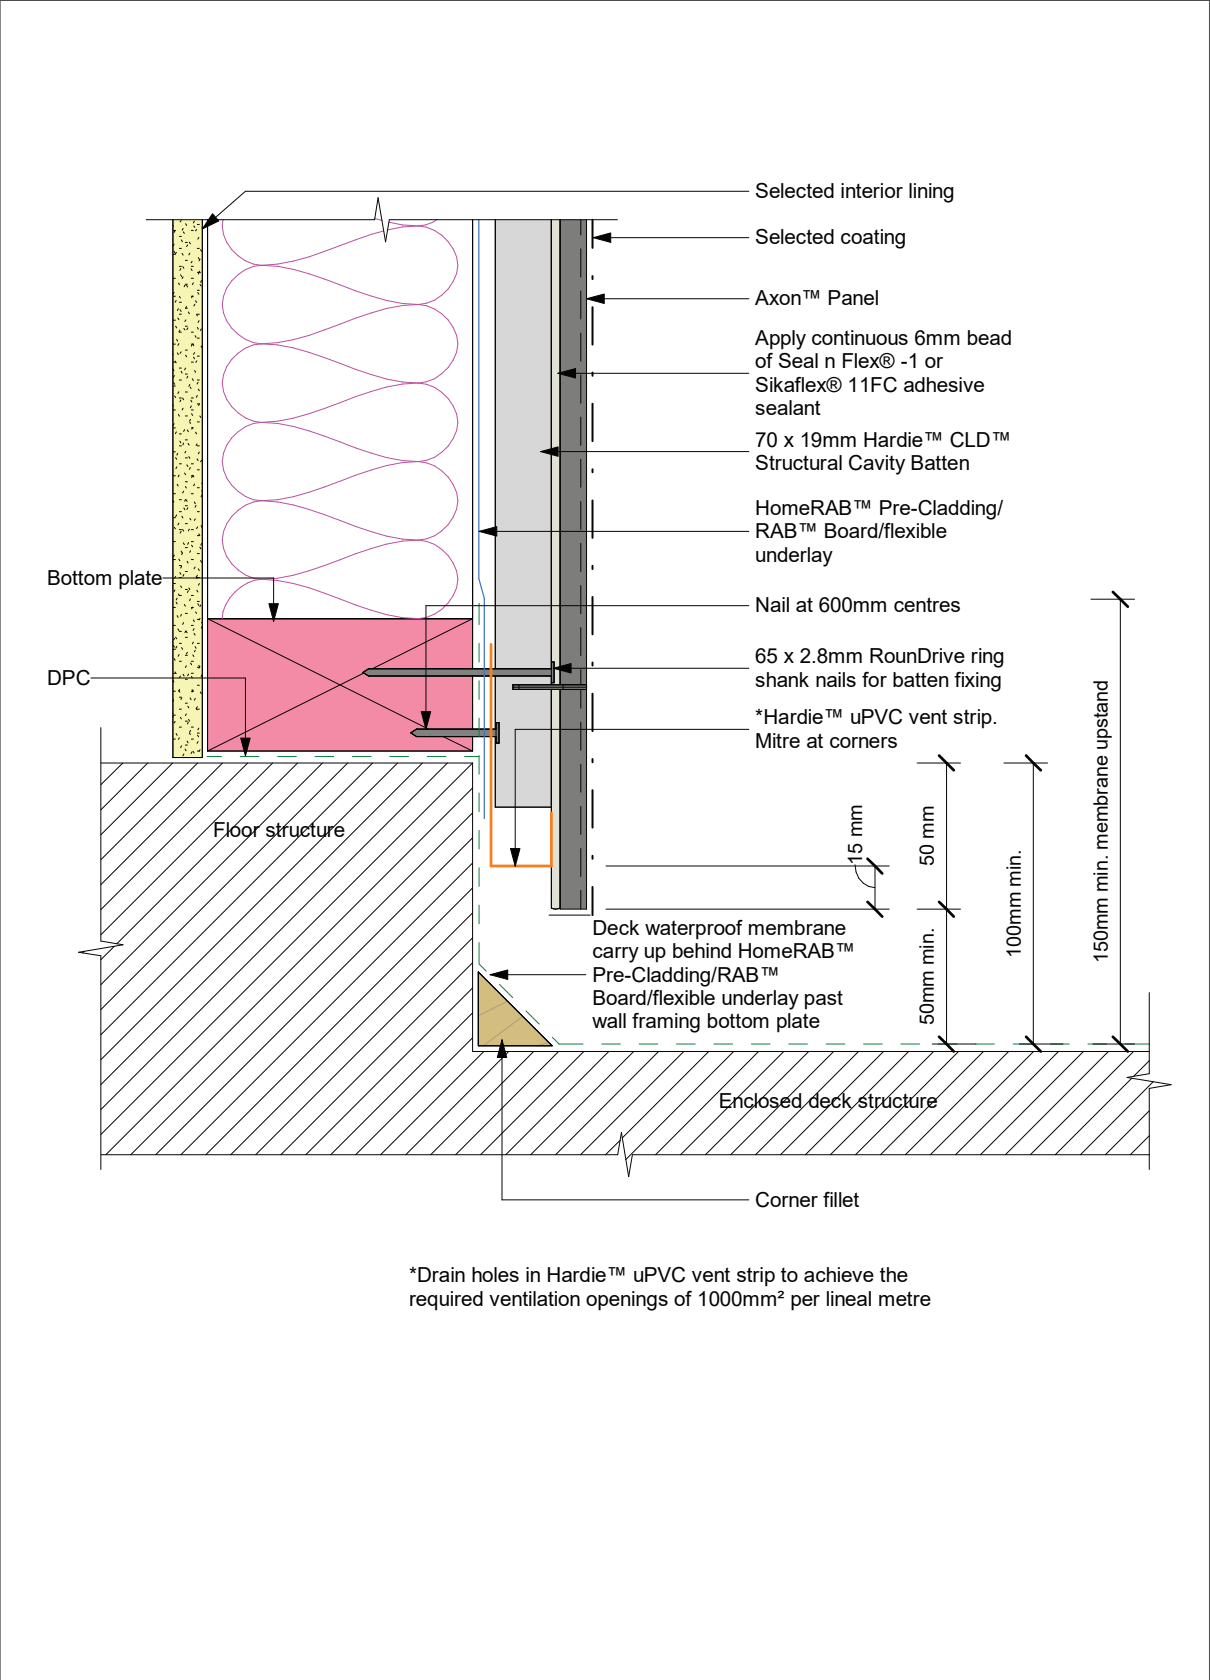 Selected interior lining
Selected coating
Axon™ Panel
Apply continuous 6mm bead
of Seal n Flex® -1 or
Sikaflex® 11FC adhesive
sealant
70 x 19mm Hardie™ CLD™
Structural Cavity Batten
HomeRAB™ Pre-Cladding/
RAB™ Board/flexible
underlay
Bottom plate
Nail at 600mm centres
DPC
65 x 2.8mm RounDrive ring
shank nails for batten fixing
*Hardie™ uPVC vent strip.
Mitre at corners
Floor structure
15 mm
50 mm
50mm min.
100mm min.
150mm min. membrane upstand
Deck waterproof membrane
carry up behind HomeRAB™
Pre-Cladding/RAB™
Board/flexible underlay past
wall framing bottom plate
Enclosed deck structure
Corner fillet
*Drain holes in Hardie™ uPVC vent strip to achieve the
required ventilation openings of 1000mm² per lineal metre